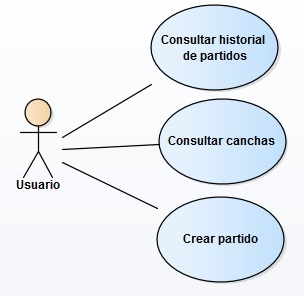 Consultar historial
de partidos
Consultar canchas
Usuario
Crear partido